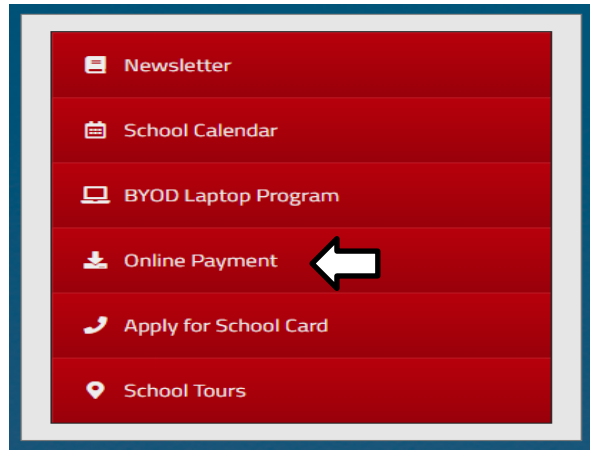 Newsletter
School Calendar
BYOD Laptop Program
Online Payment
Apply for School Card
School Tours